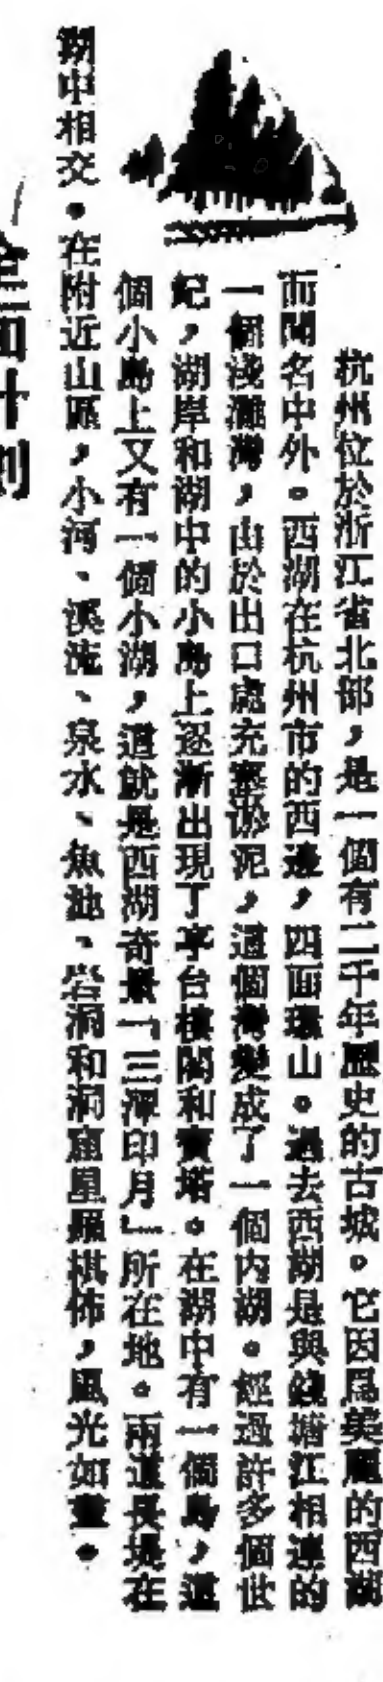 杭州位於浙江省北部，是一個有二千年歷史的古城。它因爲美麗的西湖
而聞名中外。西湖在杭州市的西邊，四面環山。過去西湖是與錢塘江相連的
一個淺灘灣，由於出口處充塞淤泥，這個灣變成了一個內湖。經過許多個世
紀，湖岸和湖中的小島上逐漸出現了亭台樓閣和寶塔。在湖中有一個島，這
個小島上又有一個小湖，這就是西湖奇景「三潭印月」所在地。兩道長堤在
湖中相交。在附近山區，小河、溪流、泉水、魚池、岩洞和洞窟星羅棋佈，風光如畫。